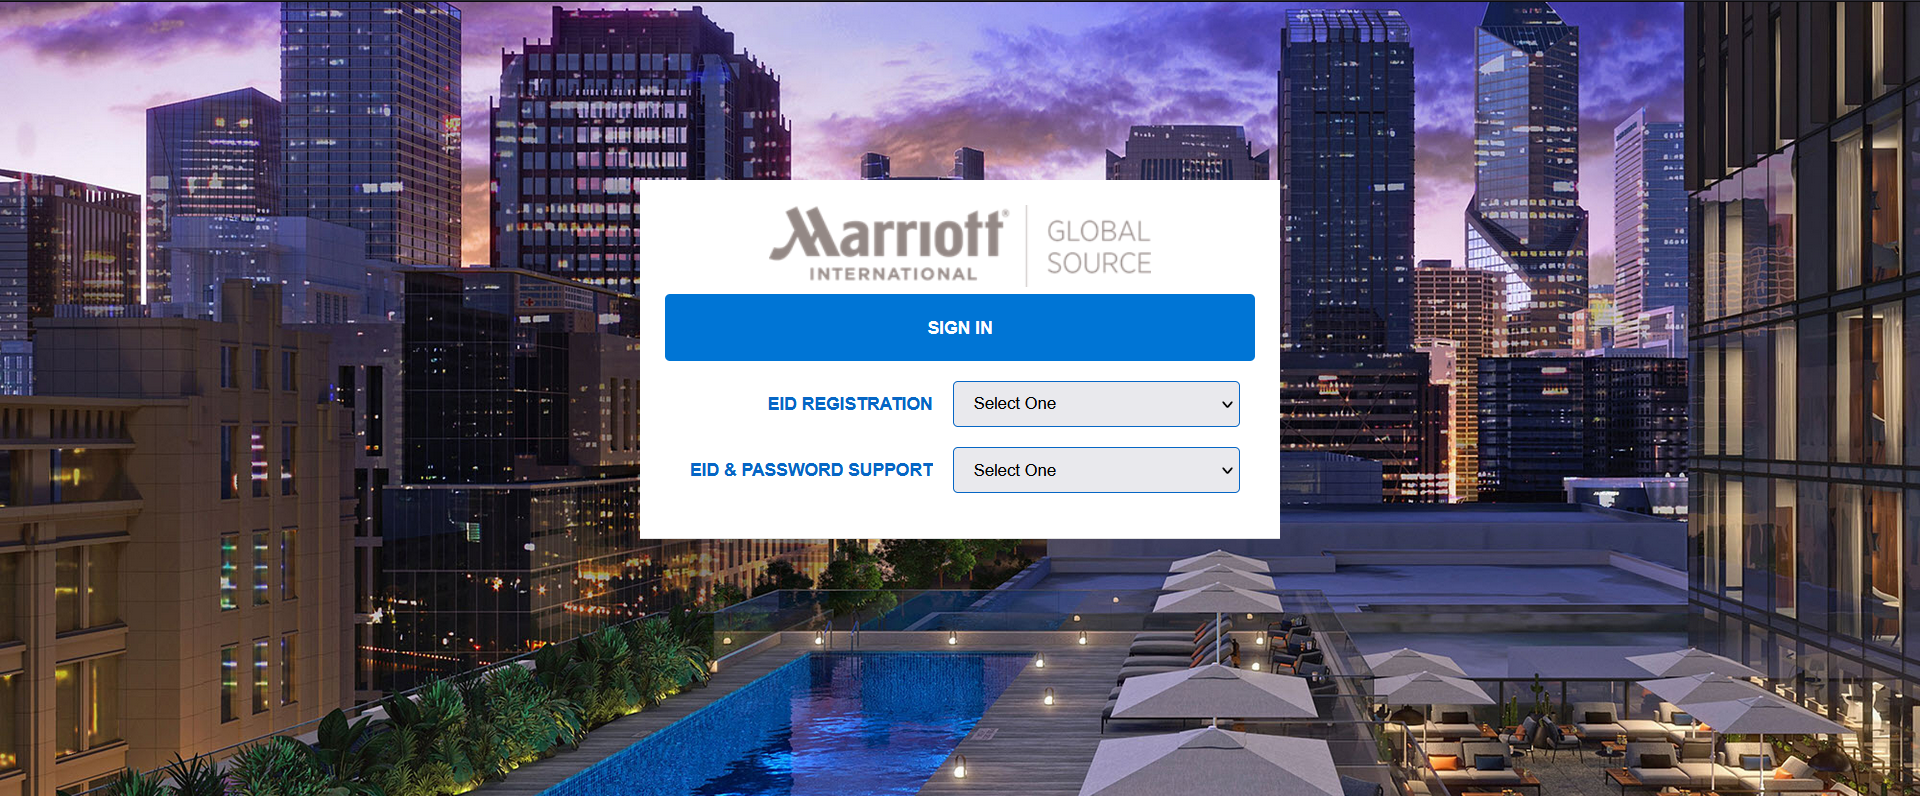 Marriott®
INTERNATIONAL
GLOBAL
SOURCE
SIGN IN
EID REGISTRATION
Select One
EID & PASSWORD SUPPORT
Select One